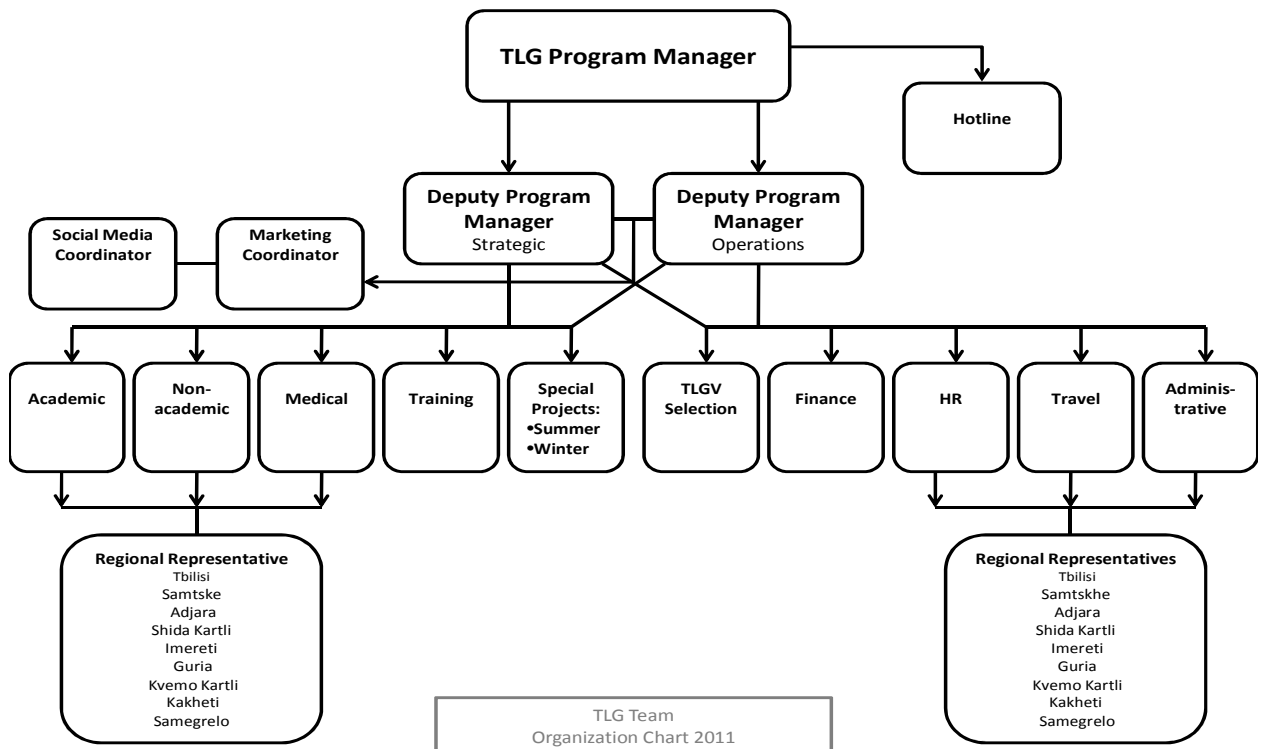 TLG Program Manager
Hotline
Deputy Program
Manager
Strategic
Deputy Program
Manager
Operations
Social Media
Coordinator
Marketing
Coordinator
Academic
Non-
academic
Medical
Training
Special
Projects:
•Summer
•Winter
TLGV
Selection
Finance
HR
Travel
Adminis-
trative
Regional Representative
Tbilisi
Samtske
Adjara
Shida Kartli
Imereti
Guria
Kvemo Kartli
Kakheti
Samegrelo
Regional Representatives
Tbilisi
Samtskhe
Adjara
Shida Kartli
Imereti
Guria
Kvemo Kartli
Kakheti
Samegrelo
TLG Team
Organization Chart 2011